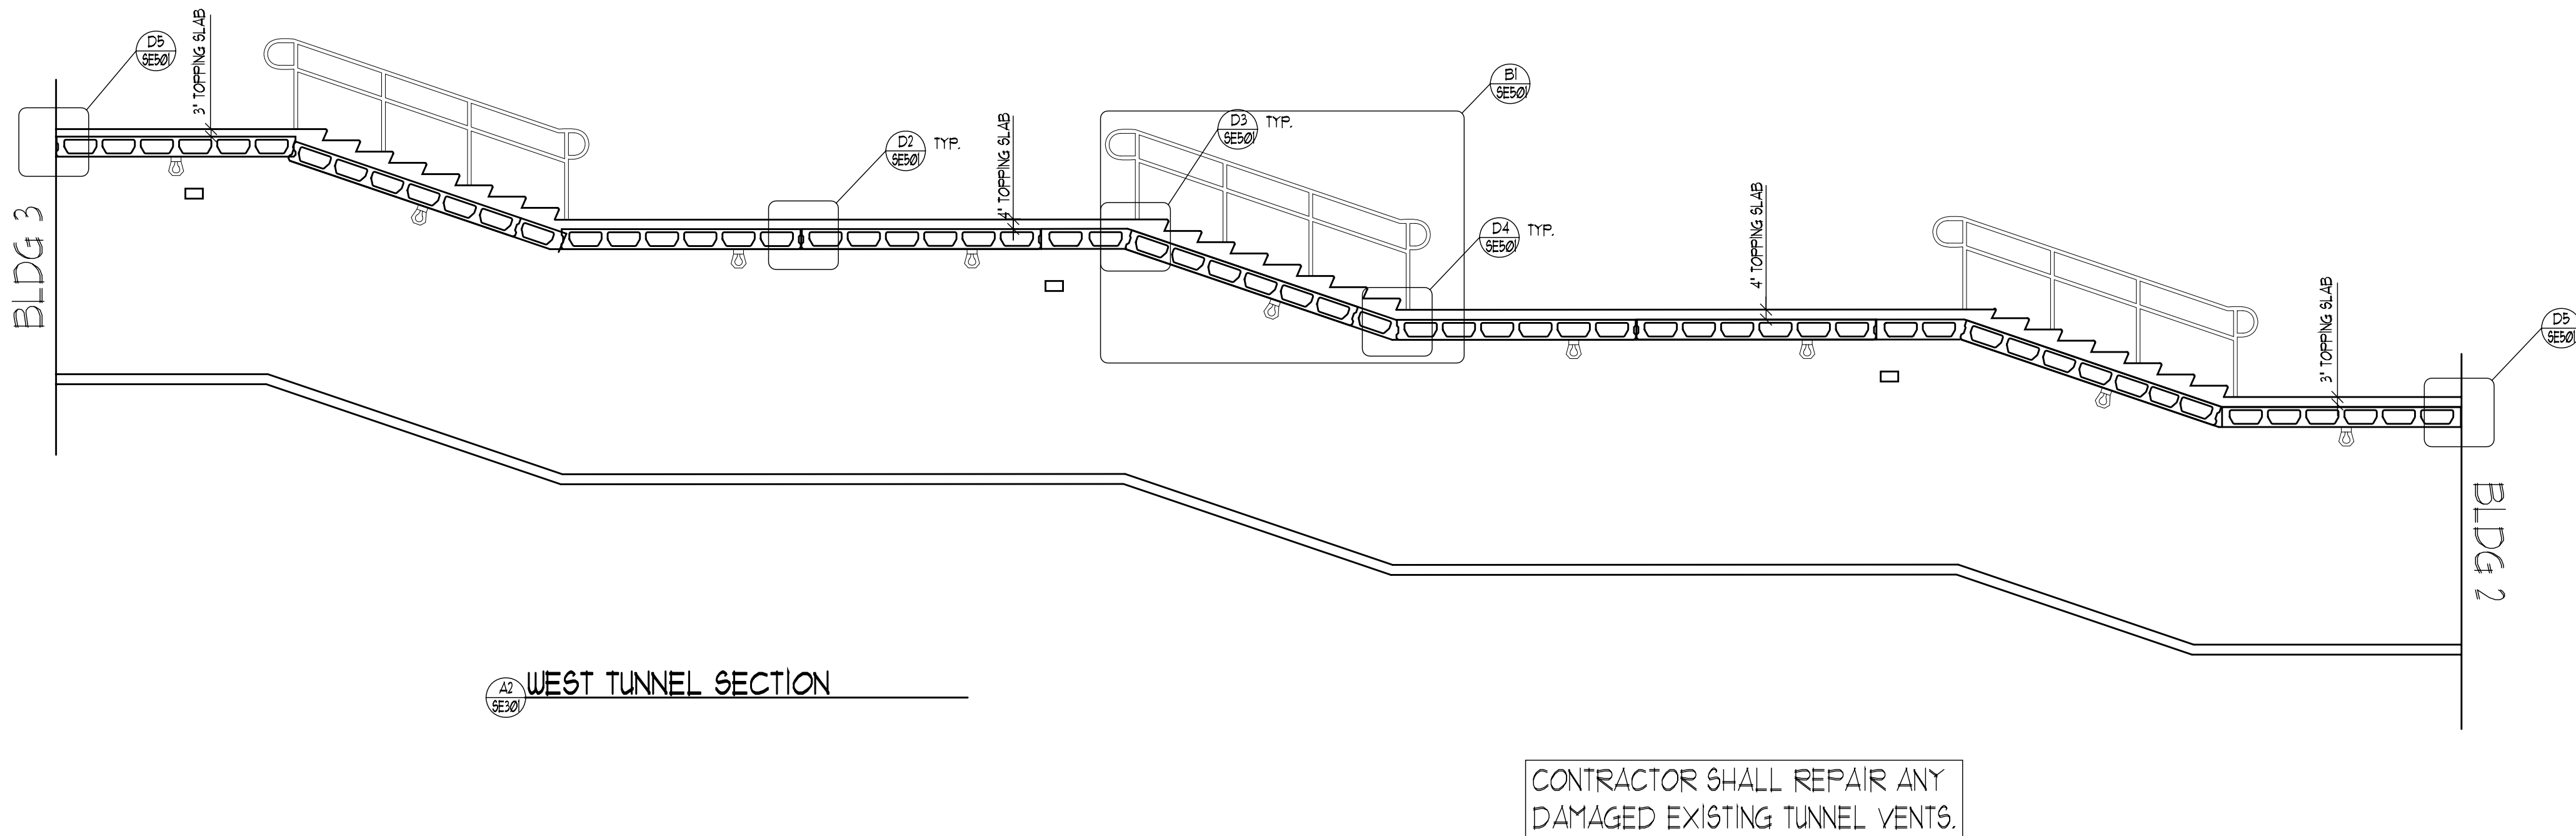 D5
SE501
3" TOPPING SLAB
BLDG 3
D2
SE501
TYP.
4" TOPPING SLAB
D3
SE501
TYP.
B1
SE501
D4
SE501
TYP.
4" TOPPING SLAB
3" TOPPING SLAB
D5
SE501
BLDG 2
A2
SE301
WEST TUNNEL SECTION
CONTRACTOR SHALL REPAIR ANY
DAMAGED EXISTING TUNNEL VENTS.